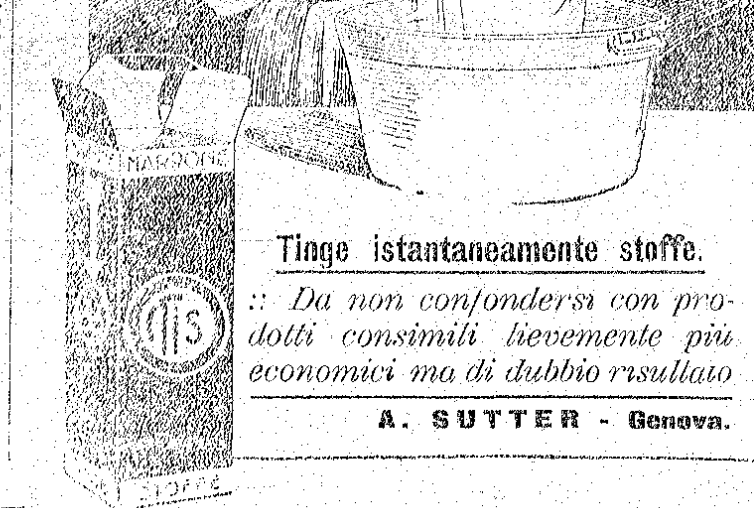 MARRONE
Tinge istantaneamente stoffe.
:: Da non confondersi con pro-
dotti consimili lievemente più
economici ma di dubbio risultato
A. SUTTER - Genova.
STOFFE